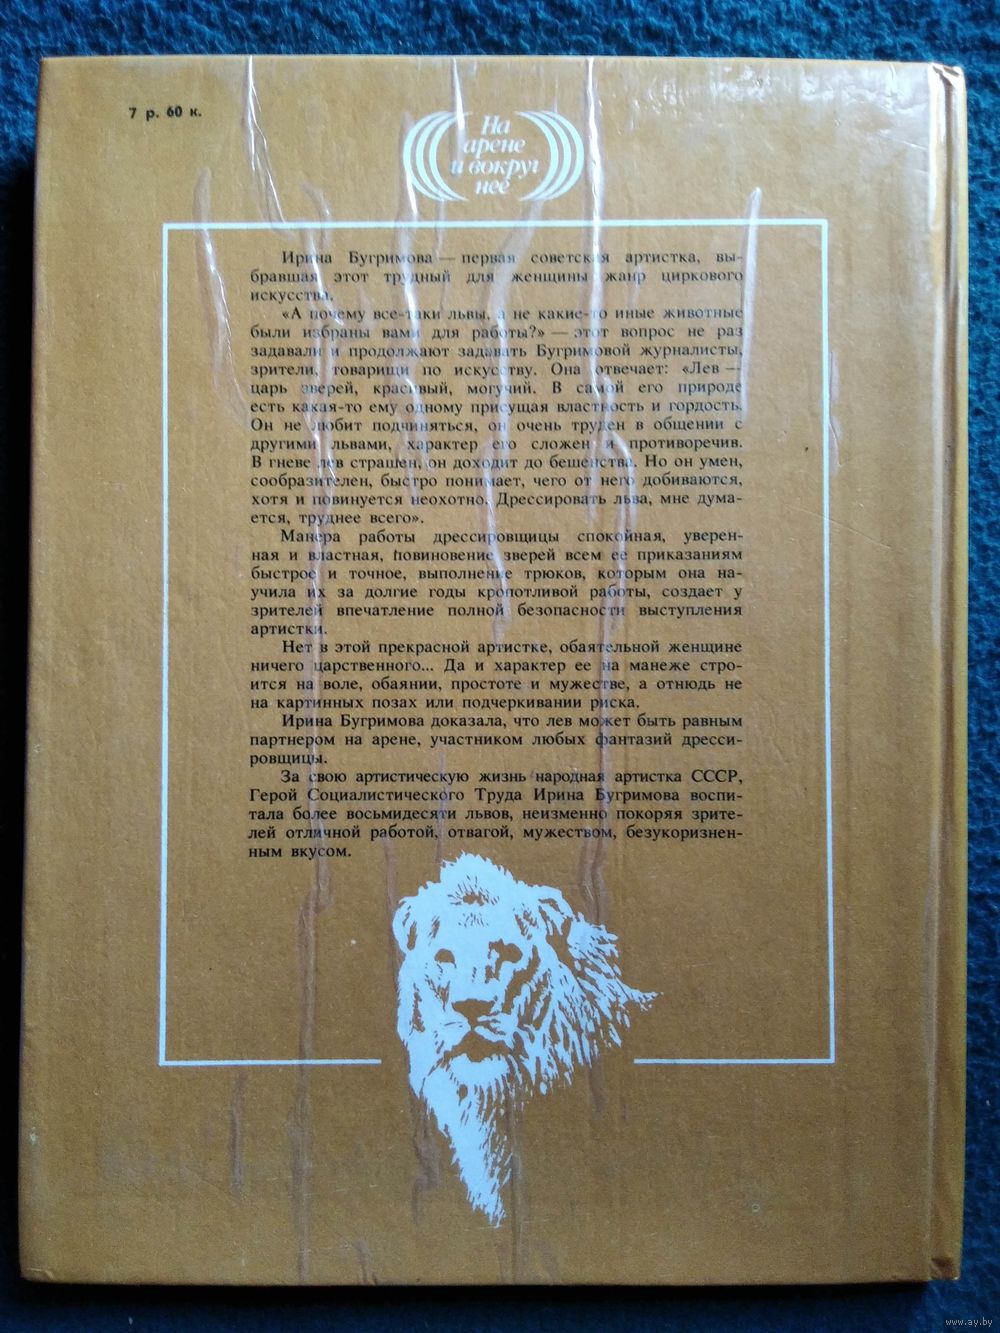 7 р. 60 к.
На
арене
и вокруг
нее
Ирина Бугримова — первая советская артистка, вы-
бравшая этот трудный для женщины жанр циркового
искусства.
«А почему все-таки львы, а не какие-то иные животные
были избраны вами для работы?» — этот вопрос не раз
задавали и продолжают задавать Бугримовой журналисты,
зрители, товарищи по искусству. Она отвечает: «Лев —
царь зверей, красивый, могучий. В самой его природе
есть какая-то ему одному присущая властность и гордость.
Он не любит подчиняться, он очень труден в общении с
другими львами, характер его сложен и противоречив.
В гневе лев страшен, он доходит до бешенства. Но он умен,
сообразителен, быстро понимает, чего от него добиваются,
хотя и повинуется неохотно. Дрессировать льва, мне дума-
ется, труднее всего».
Манера работы дрессировщицы спокойная, уверен-
ная и властная, повиновение зверей всем ее приказаниям
быстрое и точное, выполнение трюков, которым она на-
учила их за долгие годы кропотливой работы, создает у
зрителей впечатление полной безопасности выступления
артистки.
Нет в этой прекрасной артистке, обаятельной женщине
ничего царственного... Да и характер ее на манеже стро-
ится на воле, обаянии, простоте и мужестве, а отнюдь не
на картинных позах или подчеркивании риска.
Ирина Бугримова доказала, что лев может быть равным
партнером на арене, участником любых фантазий дресси-
ровщицы.
За свою артистическую жизнь народная артистка СССР,
Герой Социалистического Труда Ирина Бугримова воспи-
тала более восьмидесяти львов, неизменно покоряя зрите-
лей отличной работой, отвагой, мужеством, безукоризнен-
ным вкусом.
www.ay.by